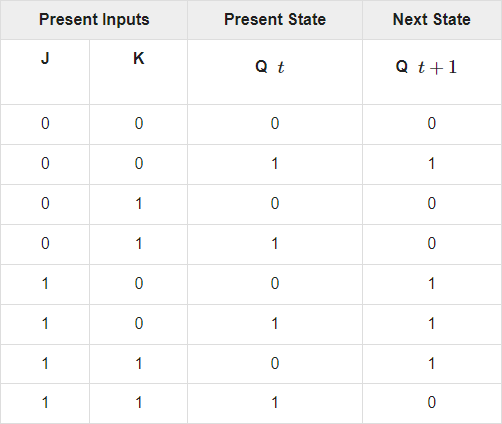 Present Inputs Present State Next State
J K Q t Q t + 1
0 0 0 0
0 0 1 1
0 1 0 0
0 1 1 0
1 0 0 1
1 0 1 1
1 1 0 1
1 1 1 0